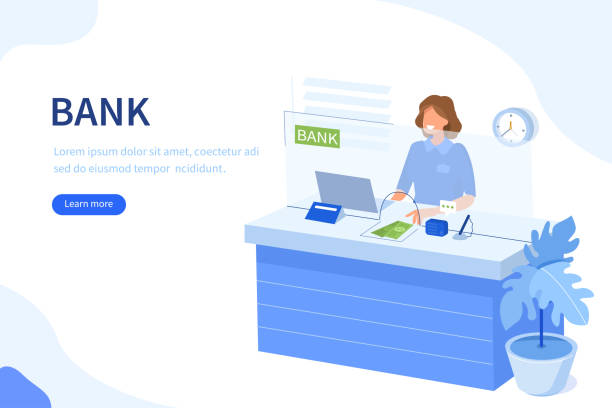 BANK
Lorem ipsum dolor sit amet, coectetur adi
sed do eiusmod tempor ncididunt.
Learn more
BANK